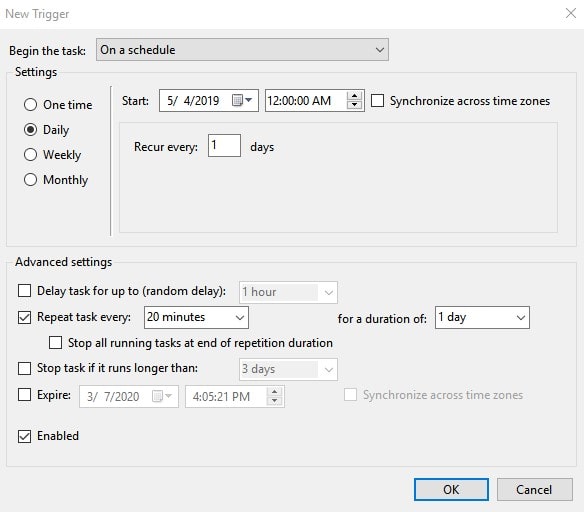 New Trigger
Begin the task: On a schedule
Settings
One time
Daily
Weekly
Monthly
Start: 5/ 4/2019 12:00:00 AM Synchronize across time zones
Recur every: 1 days
Advanced settings
Delay task for up to (random delay): 1 hour
Repeat task every: 20 minutes for a duration of: 1 day
Stop all running tasks at end of repetition duration
Stop task if it runs longer than: 3 days
Expire: 3/ 7/2020 4:05:21 PM Synchronize across time zones
Enabled
OK Cancel